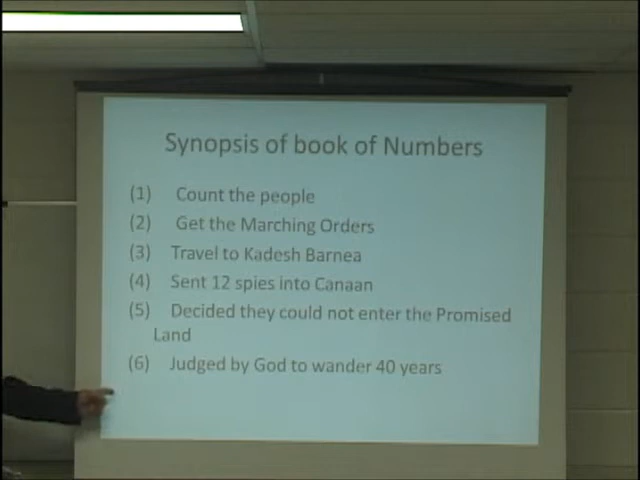 Synopsis of book of Numbers
(1) Count the people
(2) Get the Marching Orders
(3) Travel to Kadesh Barnea
(4) Sent 12 spies into Canaan
(5) Decided they could not enter the Promised
Land
(6) Judged by God to wander 40 years